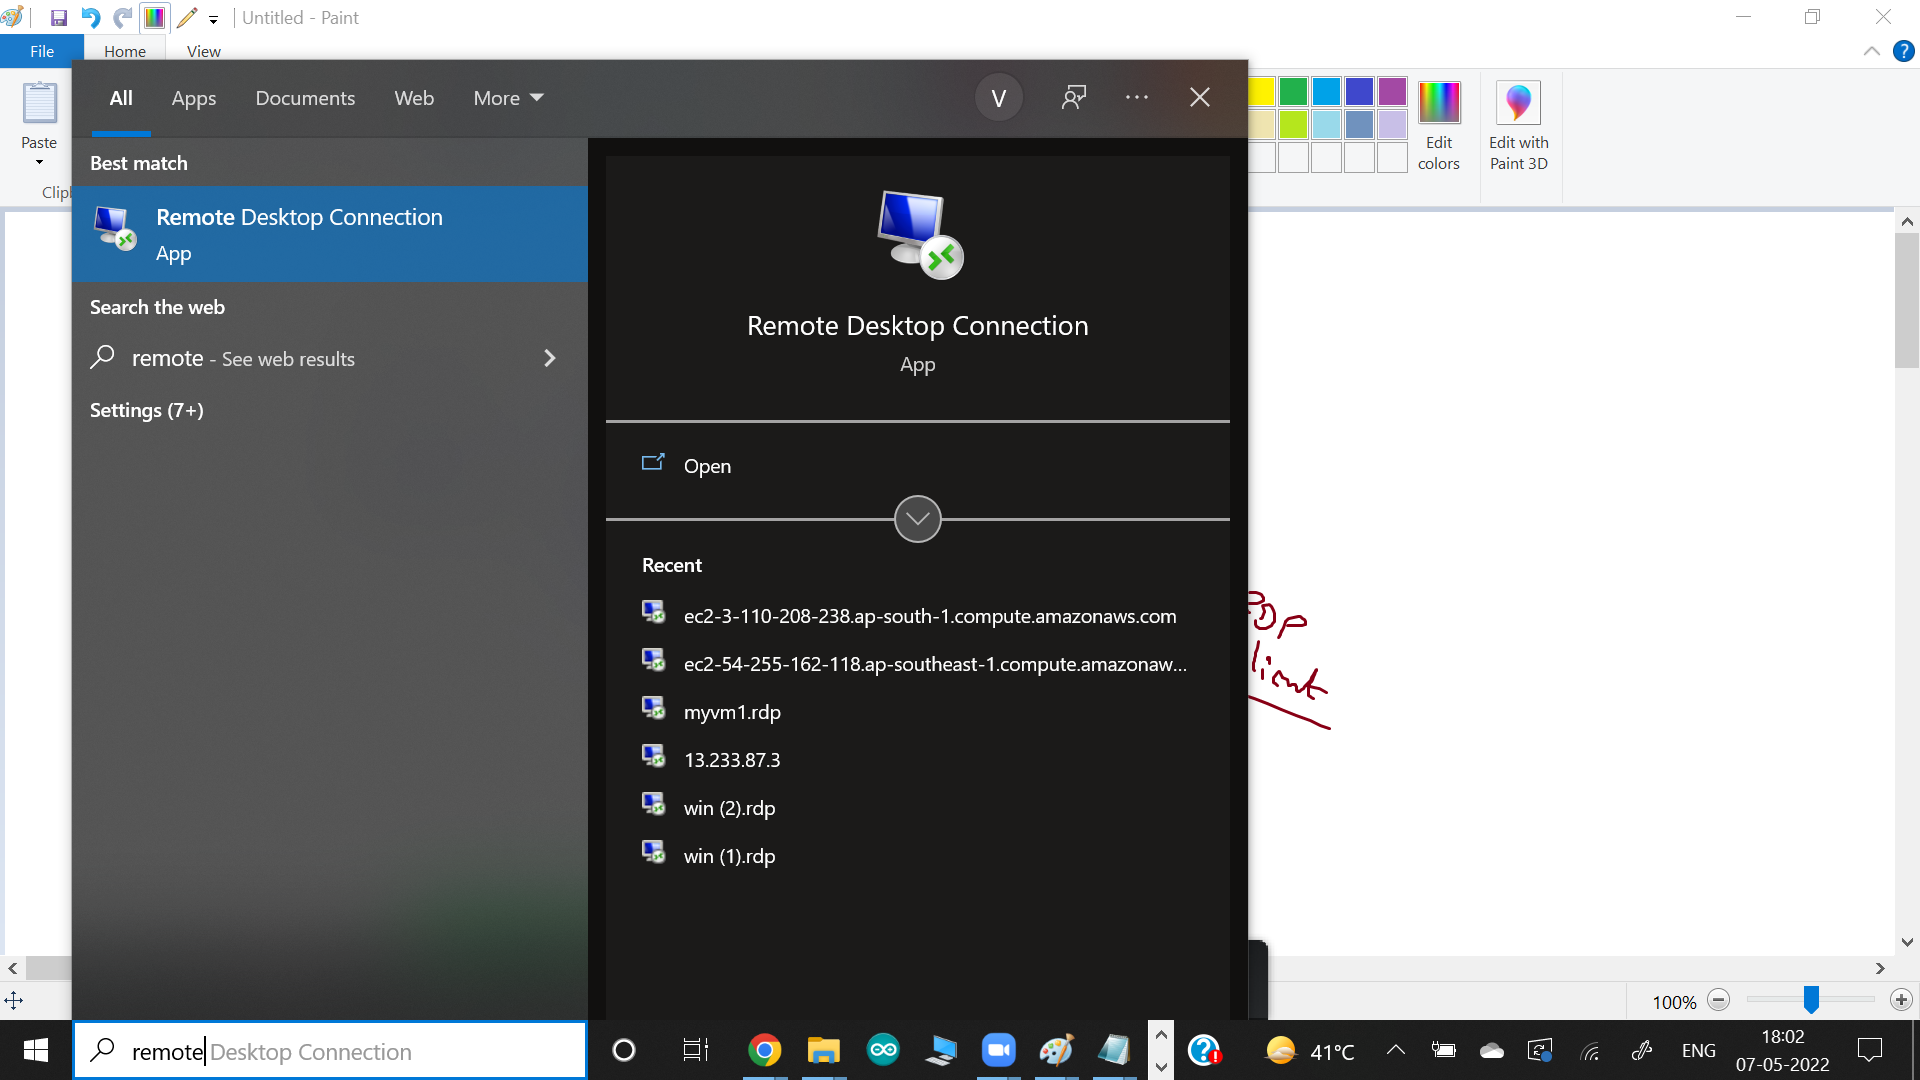 Untitled - Paint
File Home View
Paste
Clip
Edit colors
Edit with Paint 3D
All Apps Documents Web More
V
Best match
Remote Desktop Connection
App
Search the web
remote - See web results
Settings (7+)
Remote Desktop Connection
App
Open
Recent
ec2-3-110-208-238.ap-south-1.compute.amazonaws.com
ec2-54-255-162-118.ap-southeast-1.compute.amazonaw...
myvm1.rdp
13.233.87.3
win (2).rdp
win (1).rdp
100%
remote Desktop Connection
41°C
ENG
18:02
07-05-2022